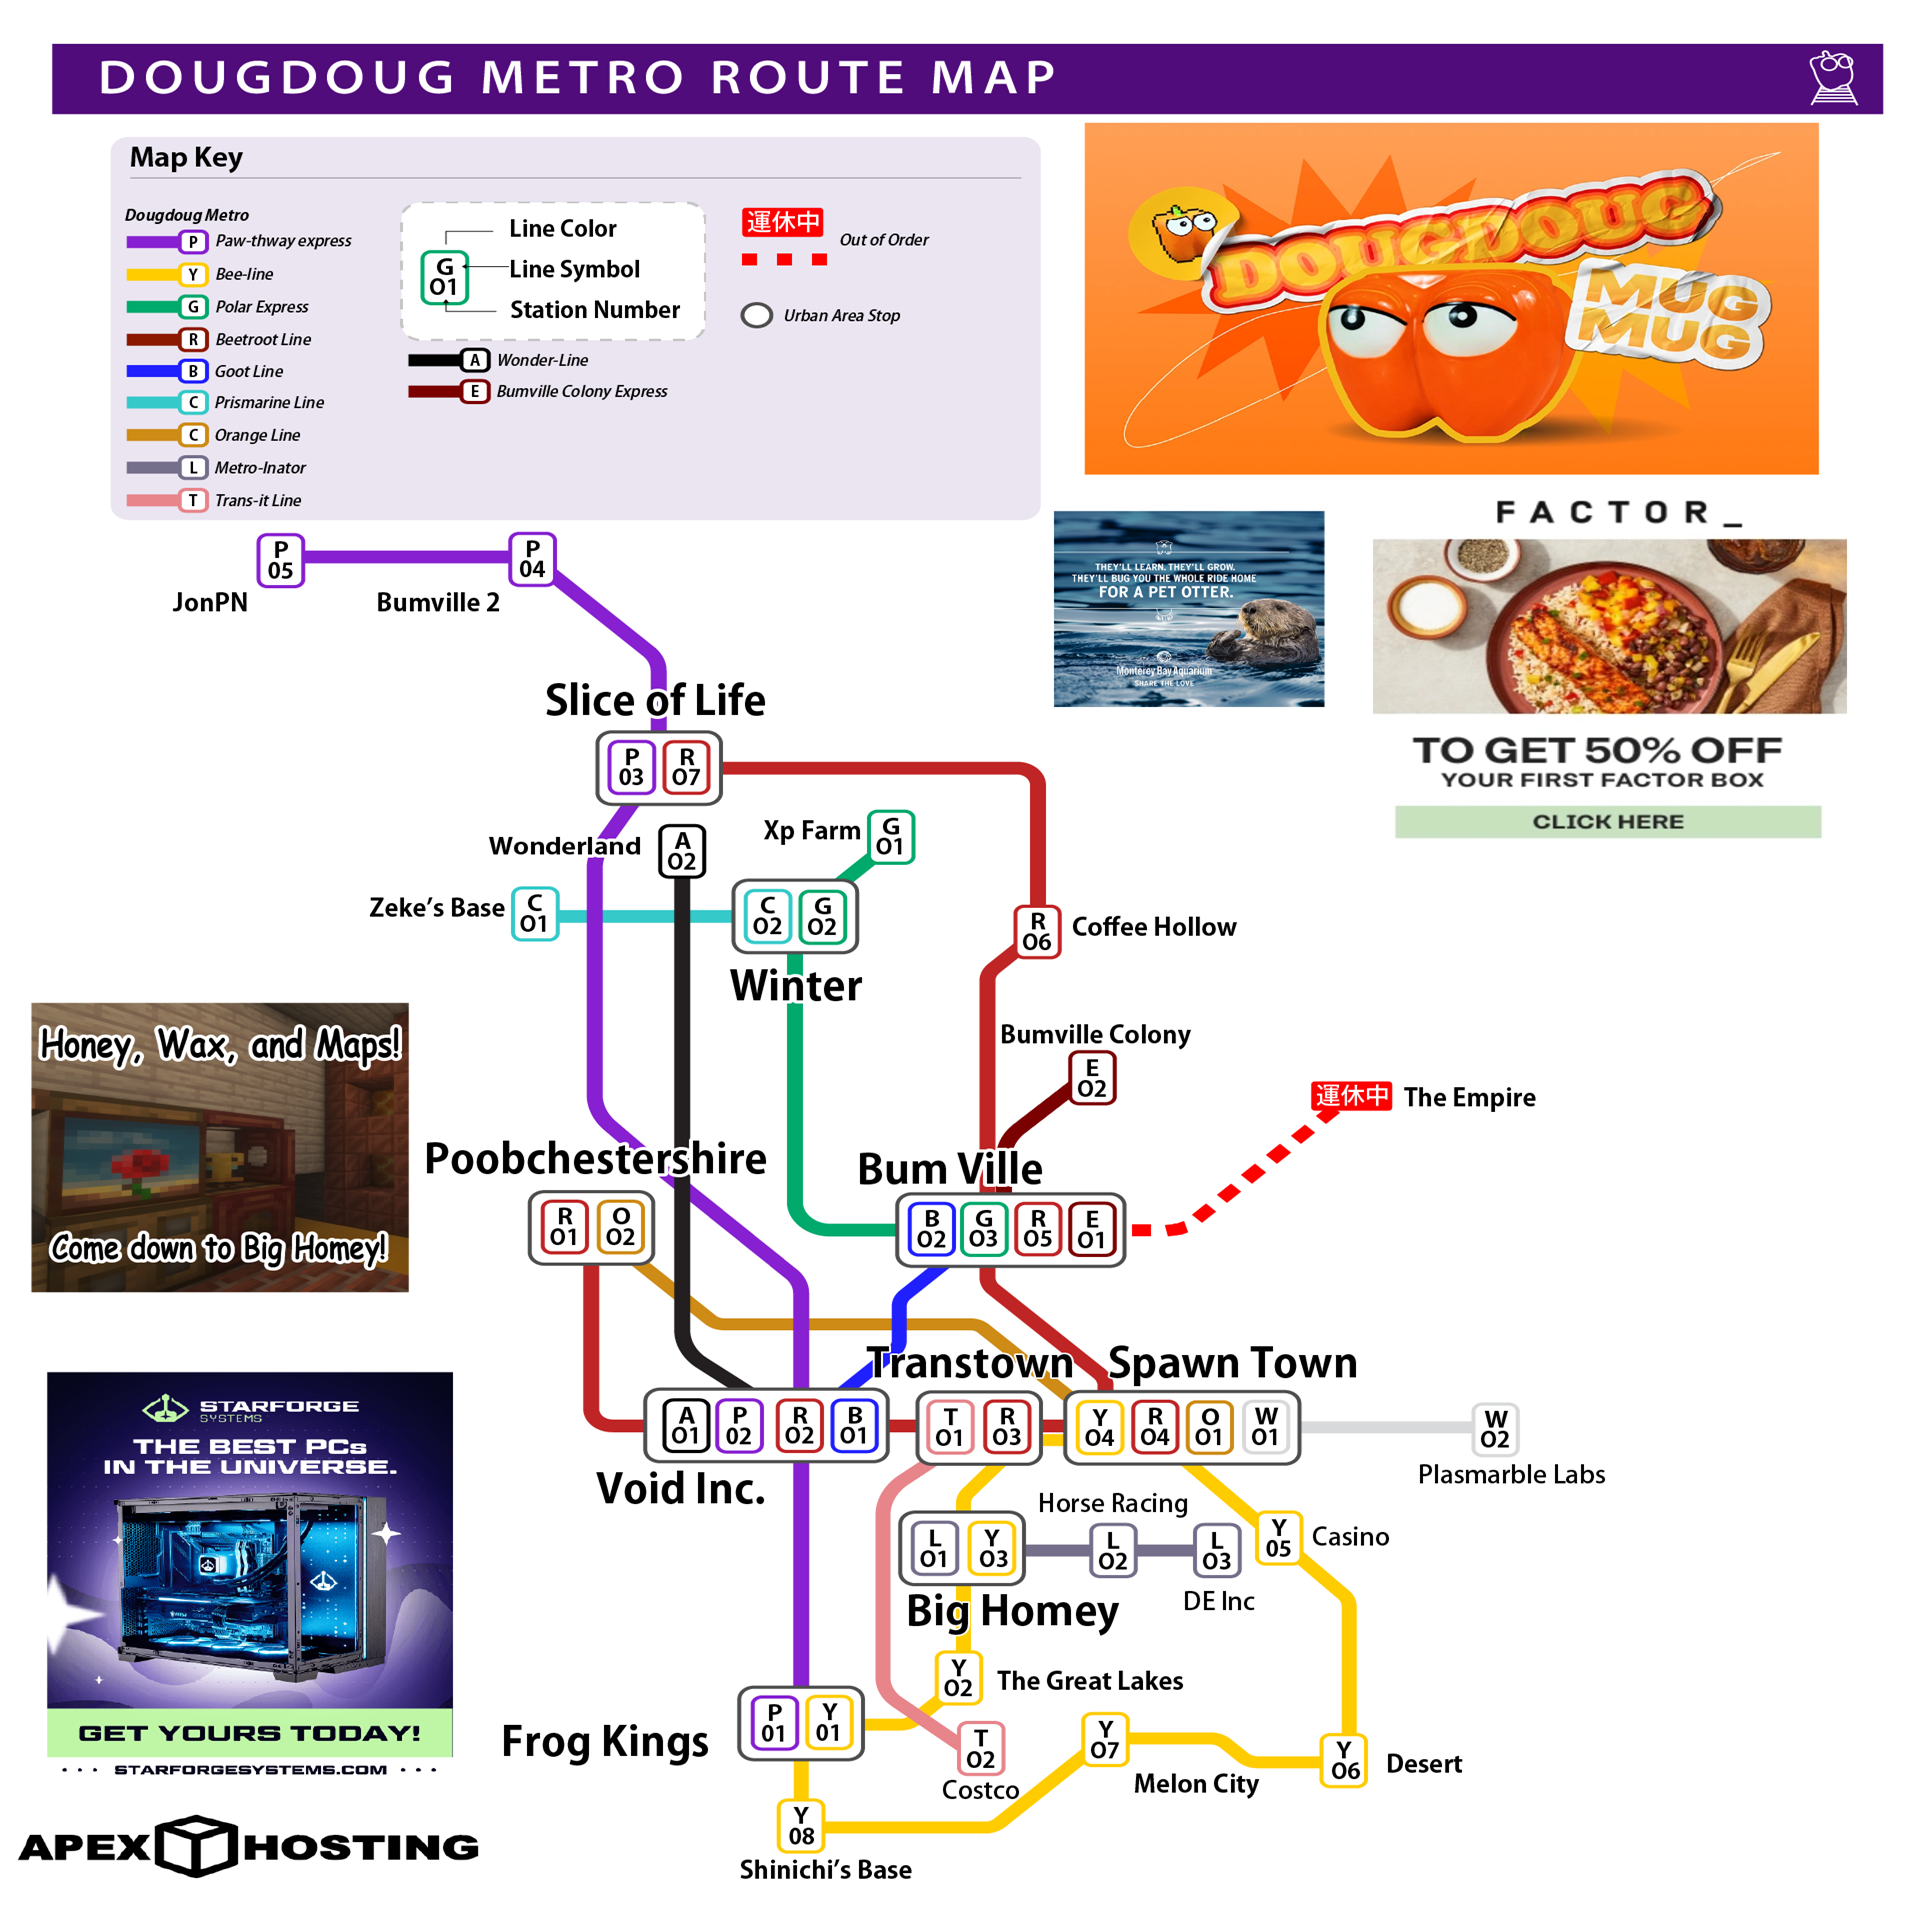 DOUGDOUG METRO ROUTE MAP
Map Key
Dougdoug Metro
P Paw-thway express
Y Bee-line
G Polar Express
R Beetroot Line
B Goot Line
C Prismarine Line
C Orange Line
L Metro-Inator
T Trans-it Line
G
01
Line Color
Line Symbol
Station Number
A Wonder-Line
E Bumville Colony Express
運休中
Out of Order
Urban Area Stop
DOUGDOUG
MUG
MUG
THEY'LL LEARN. THEY'LL GROW.
THEY'LL BUG YOU THE WHOLE RIDE HOME
FOR A PET OTTER.
Monterey Bay Aquarium
SHARE THE LOVE
FACTOR_
TO GET 50% OFF
YOUR FIRST FACTOR BOX
CLICK HERE
P
05
JonPN
P
04
Bumville 2
Slice of Life
P
03
R
07
Wonderland
A
02
Xp Farm
G
01
Zeke's Base
C
01
C
02
G
02
Winter
R
06
Coffee Hollow
Bumville Colony
E
02
運休中
The Empire
Honey, Wax, and Maps!
Come down to Big Homey!
Poobchestershire
R
01
O
02
Bum Ville
B
02
G
03
R
05
E
01
Transtown
Spawn Town
A
01
P
02
R
02
B
01
Void Inc.
T
01
R
03
Y
04
R
04
O
01
W
01
W
02
Plasmarble Labs
L
01
Y
03
Big Homey
Horse Racing
L
02
L
03
DE Inc
Y
05
Casino
Y
02
The Great Lakes
P
01
Y
01
Frog Kings
T
02
Costco
Y
07
Melon City
Y
06
Desert
Y
08
Shinichi's Base
STARFORGE
SYSTEMS
THE BEST PCs
IN THE UNIVERSE.
GET YOURS TODAY!
· · · STARFORGESYSTEMS.COM · · ·
APEX HOSTING